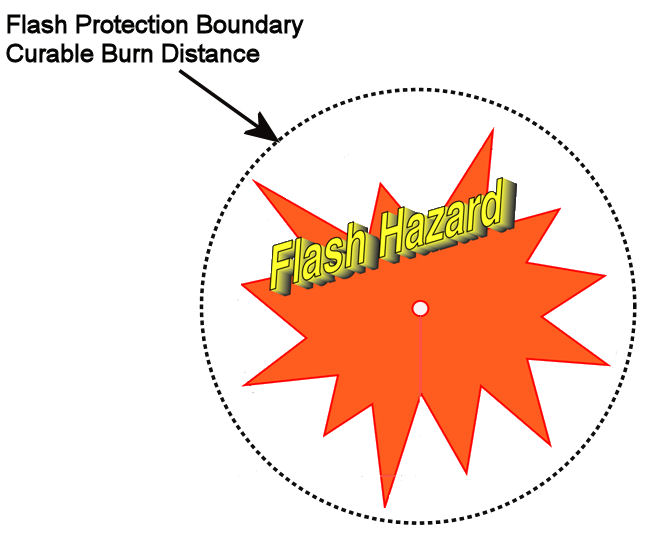 Flash Protection Boundary
Curable Burn Distance
Flash Hazard